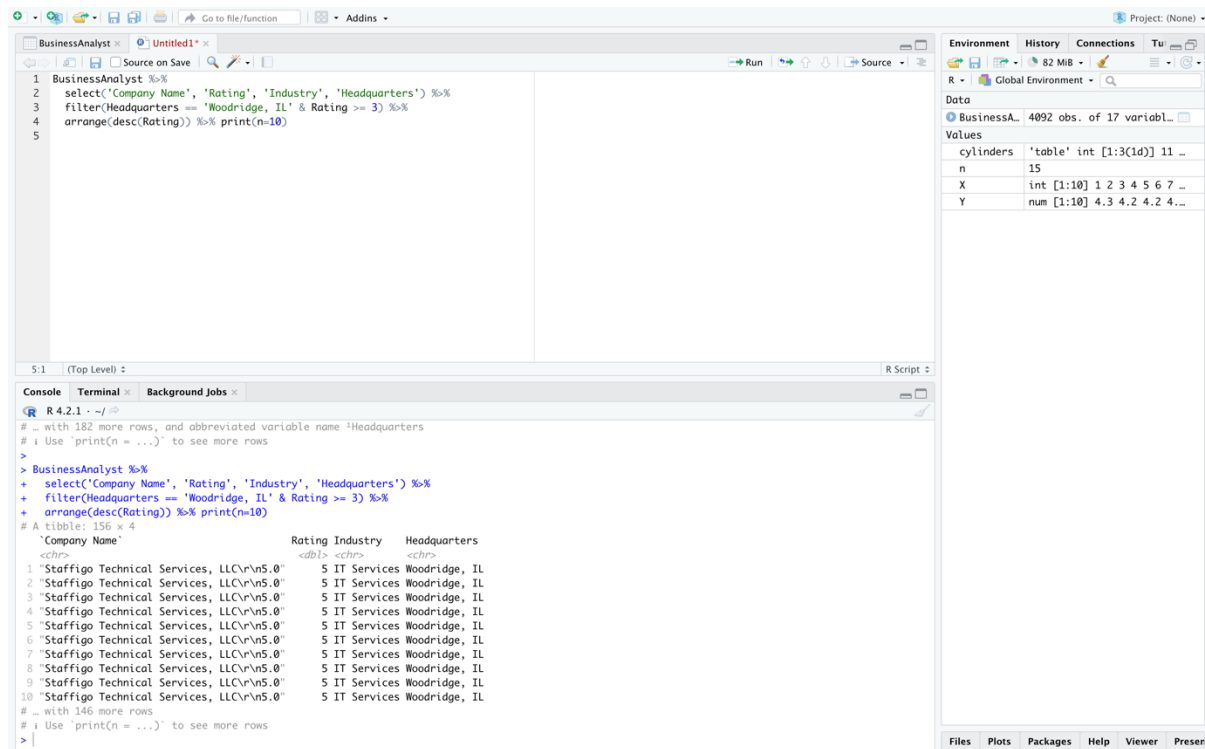 Go to file/function Addins Project: (None)
BusinessAnalyst Untitled1*
Source on Save Run Source
1 BusinessAnalyst %>%
2 select('Company Name', 'Rating', 'Industry', 'Headquarters') %>%
3 filter(Headquarters == 'Woodridge, IL' & Rating >= 3) %>%
4 arrange(desc(Rating)) %>% print(n=10)
5
5:1 (Top Level) R Script
Console Terminal Background Jobs
R 4.2.1 · ~/
# … with 182 more rows, and abbreviated variable name ¹Headquarters
# ℹ Use `print(n = ...)` to see more rows
>
> BusinessAnalyst %>%
+ select('Company Name', 'Rating', 'Industry', 'Headquarters') %>%
+ filter(Headquarters == 'Woodridge, IL' & Rating >= 3) %>%
+ arrange(desc(Rating)) %>% print(n=10)
# A tibble: 156 × 4
`Company Name` Rating Industry Headquarters
<chr> <dbl> <chr> <chr>
1 "Staffigo Technical Services, LLC\r\n5.0" 5 IT Services Woodridge, IL
2 "Staffigo Technical Services, LLC\r\n5.0" 5 IT Services Woodridge, IL
3 "Staffigo Technical Services, LLC\r\n5.0" 5 IT Services Woodridge, IL
4 "Staffigo Technical Services, LLC\r\n5.0" 5 IT Services Woodridge, IL
5 "Staffigo Technical Services, LLC\r\n5.0" 5 IT Services Woodridge, IL
6 "Staffigo Technical Services, LLC\r\n5.0" 5 IT Services Woodridge, IL
7 "Staffigo Technical Services, LLC\r\n5.0" 5 IT Services Woodridge, IL
8 "Staffigo Technical Services, LLC\r\n5.0" 5 IT Services Woodridge, IL
9 "Staffigo Technical Services, LLC\r\n5.0" 5 IT Services Woodridge, IL
10 "Staffigo Technical Services, LLC\r\n5.0" 5 IT Services Woodridge, IL
# … with 146 more rows
# ℹ Use `print(n = ...)` to see more rows
>
Environment History Connections Tu
82 MiB
R Global Environment
Data
BusinessA… 4092 obs. of 17 variabl…
Values
cylinders 'table' int [1:3(1d)] 11 …
n 15
X int [1:10] 1 2 3 4 5 6 7 …
Y num [1:10] 4.3 4.2 4.2 4.…
Files Plots Packages Help Viewer Presen